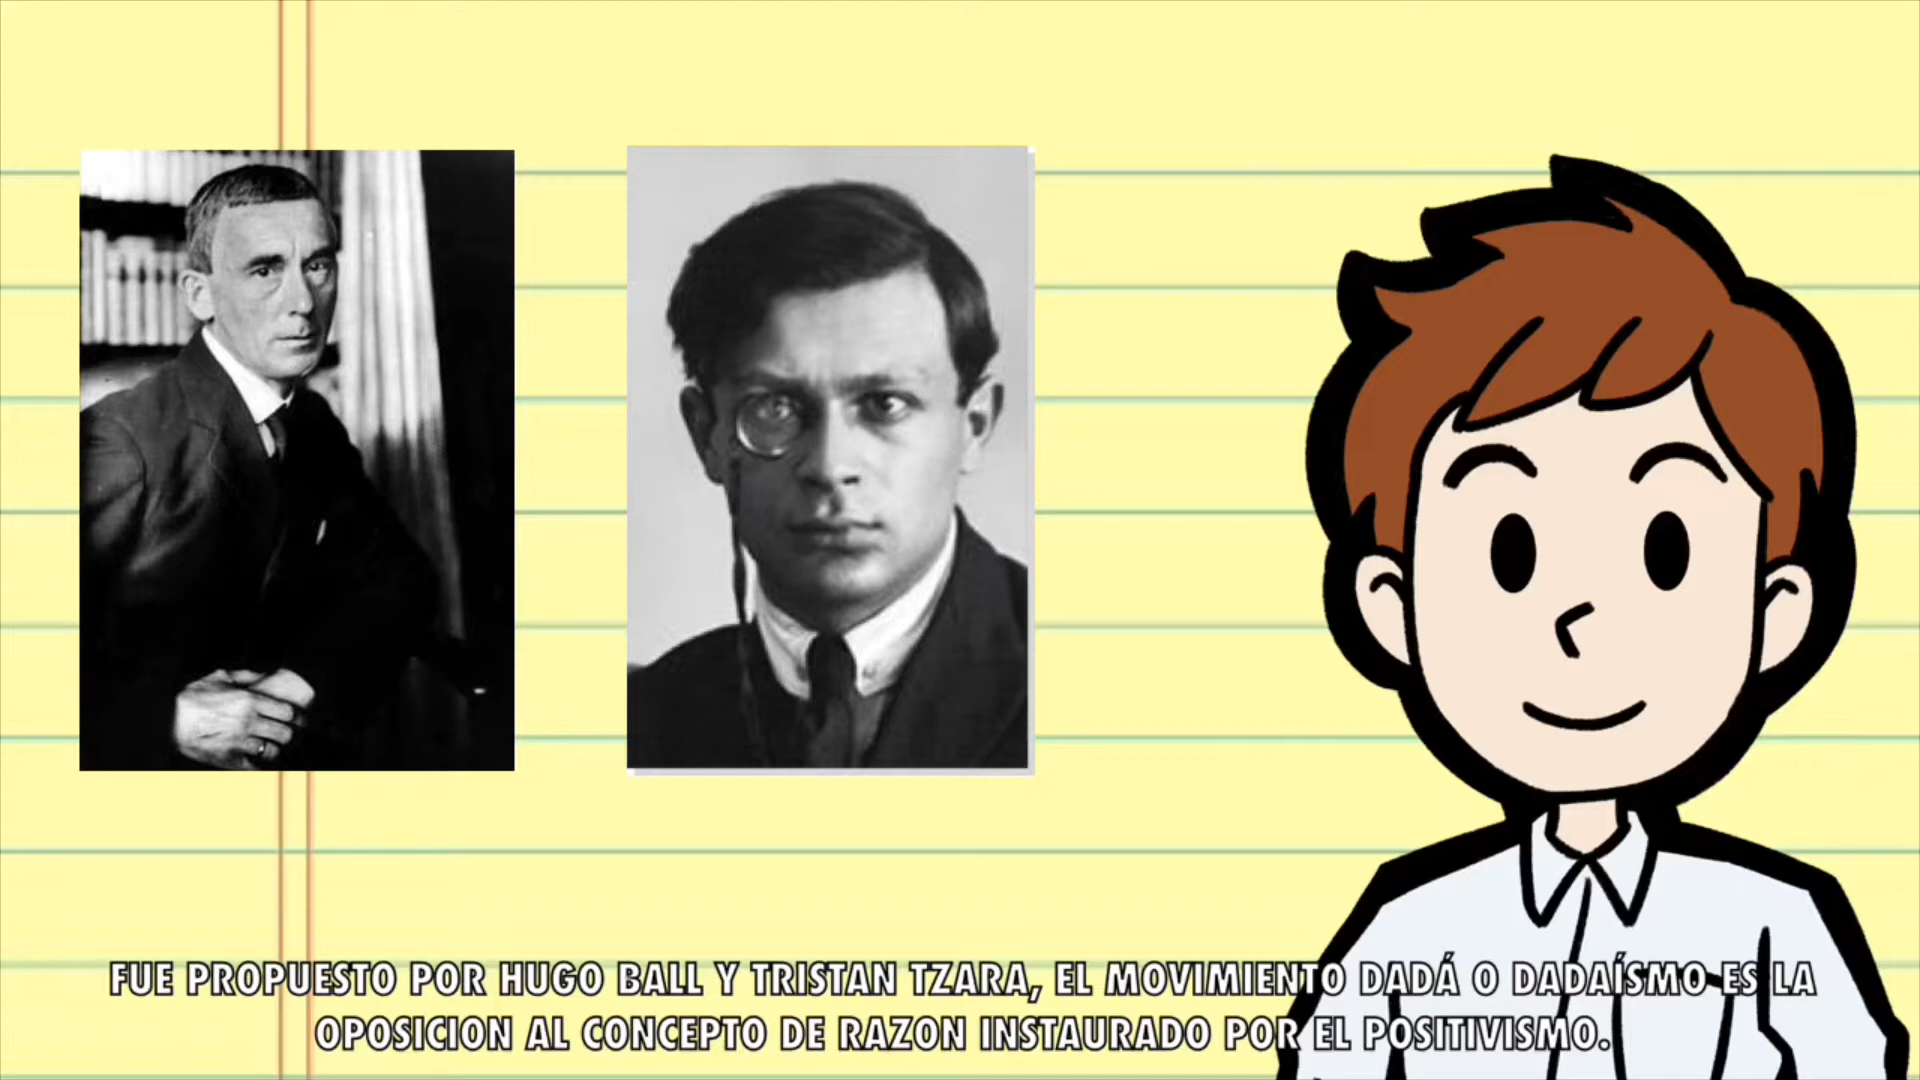 FUE PROPUESTO POR HUGO BALL Y TRISTAN TZARA, EL MOVIMIENTO DADÁ O DADAÍSMO ES LA
OPOSICION AL CONCEPTO DE RAZON INSTAURADO POR EL POSITIVISMO.